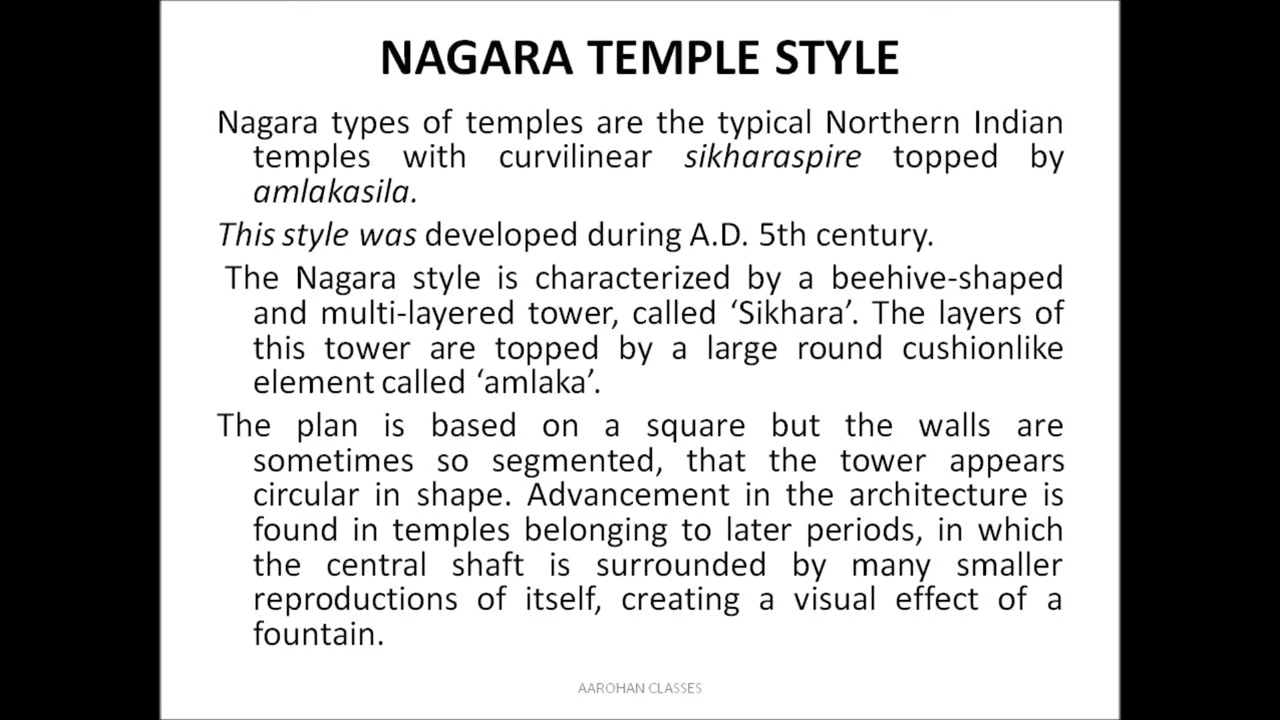 NAGARA TEMPLE STYLE
Nagara types of temples are the typical Northern Indian
temples with curvilinear sikharaspire topped by
amlakasila.
This style was developed during A.D. 5th century.
The Nagara style is characterized by a beehive-shaped
and multi-layered tower, called ‘Sikhara’. The layers of
this tower are topped by a large round cushionlike
element called ‘amlaka’.
The plan is based on a square but the walls are
sometimes so segmented, that the tower appears
circular in shape. Advancement in the architecture is
found in temples belonging to later periods, in which
the central shaft is surrounded by many smaller
reproductions of itself, creating a visual effect of a
fountain.
AAROHAN CLASSES